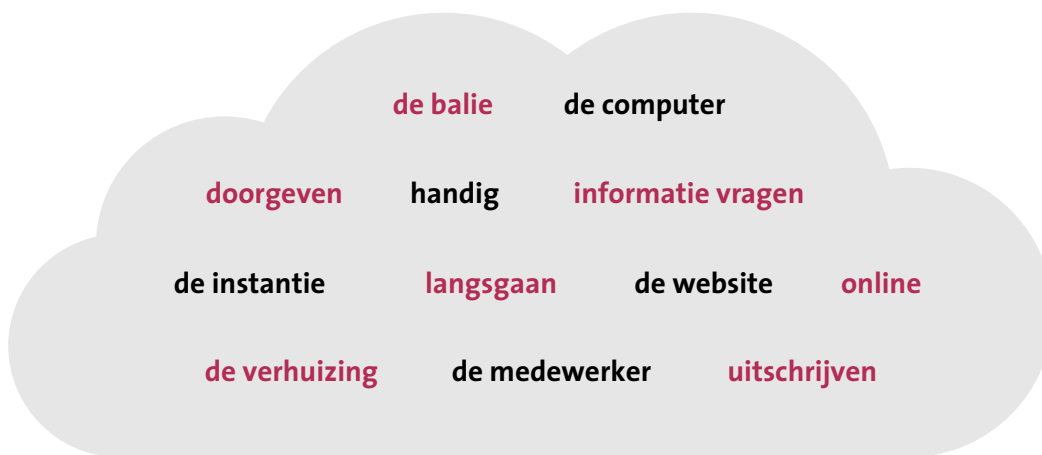 de balie de computer
doorgeven handig informatie vragen
de instantie langsgaan de website online
de verhuizing de medewerker uitschrijven